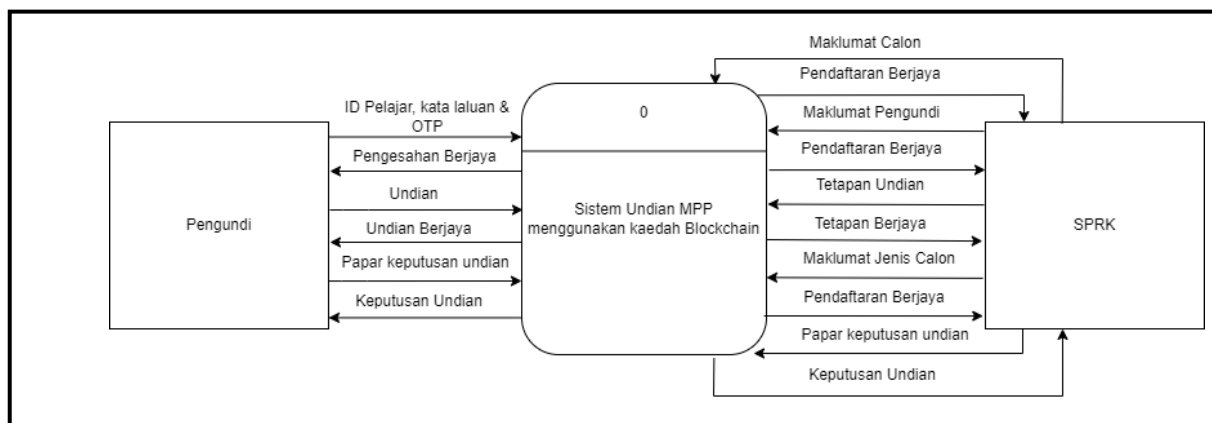 Maklumat Calon
Pendaftaran Berjaya
ID Pelajar, kata laluan &
OTP
0
Maklumat Pengundi
Pengesahan Berjaya
Pendaftaran Berjaya
Undian
Tetapan Undian
Pengundi
Sistem Undian MPP
menggunakan kaedah Blockchain
SPRK
Undian Berjaya
Tetapan Berjaya
Papar keputusan undian
Maklumat Jenis Calon
Keputusan Undian
Pendaftaran Berjaya
Papar keputusan undian
Keputusan Undian